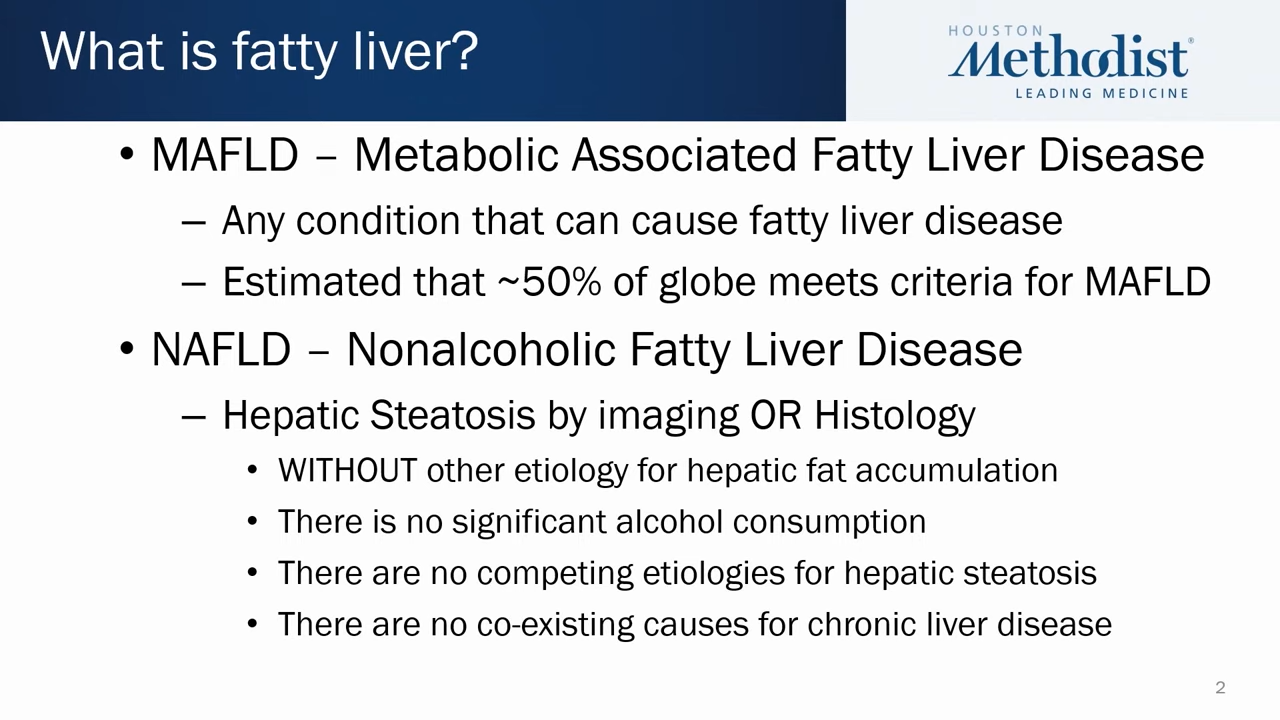 What is fatty liver?
HOUSTON
Methodist®
LEADING MEDICINE
• MAFLD – Metabolic Associated Fatty Liver Disease
– Any condition that can cause fatty liver disease
– Estimated that ~50% of globe meets criteria for MAFLD
• NAFLD – Nonalcoholic Fatty Liver Disease
– Hepatic Steatosis by imaging OR Histology
• WITHOUT other etiology for hepatic fat accumulation
• There is no significant alcohol consumption
• There are no competing etiologies for hepatic steatosis
• There are no co-existing causes for chronic liver disease
2